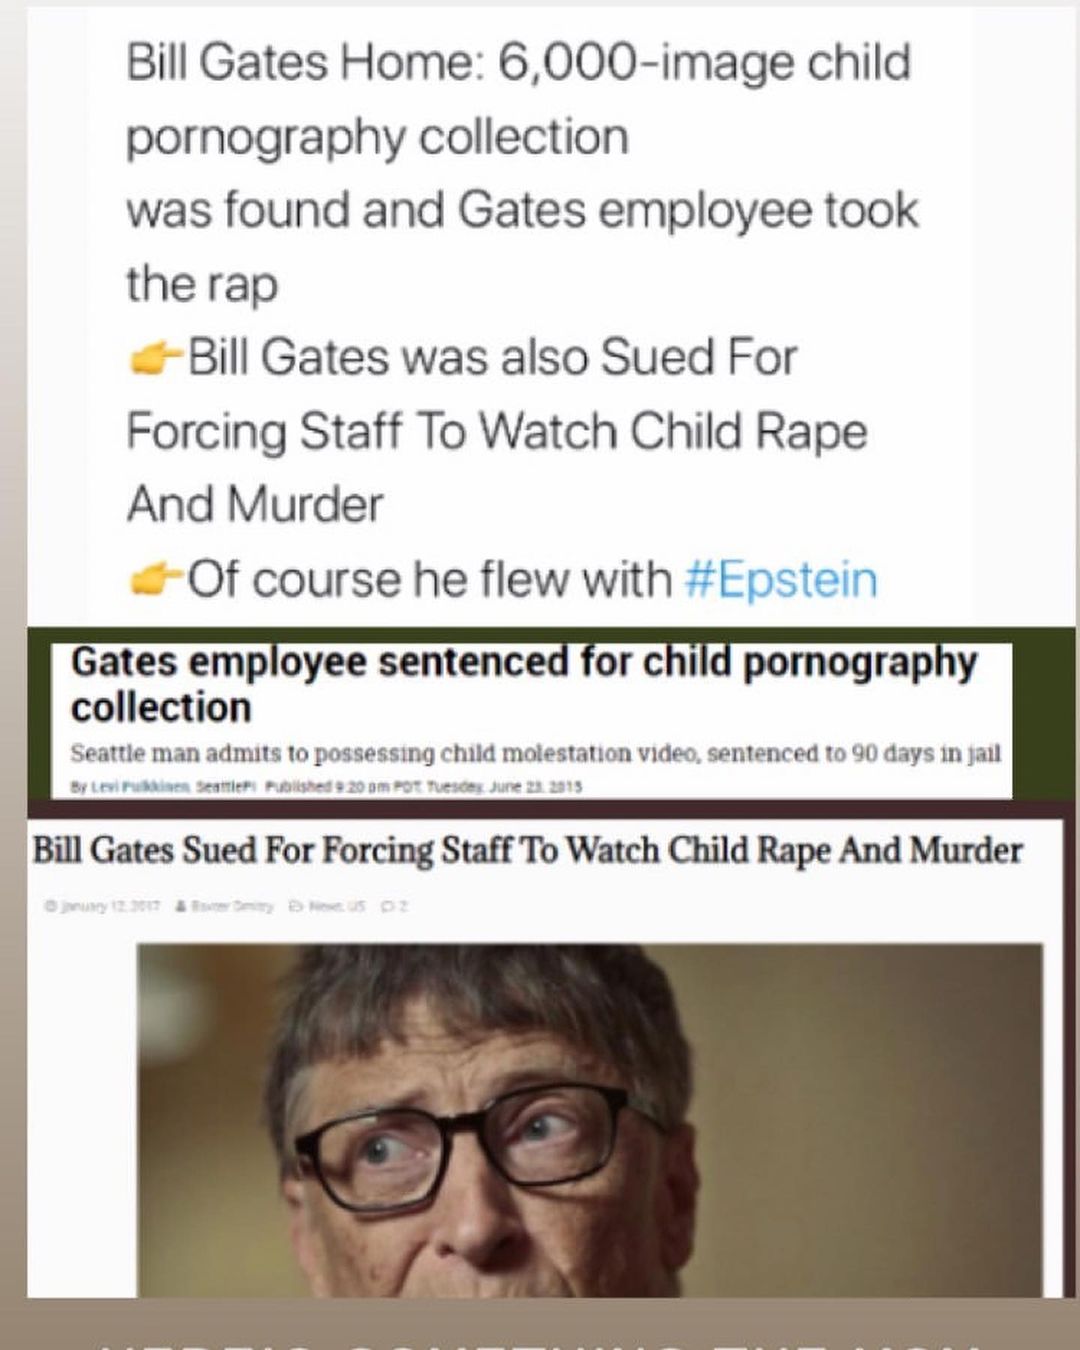 Bill Gates Home: 6,000-image child
pornography collection
was found and Gates employee took
the rap
👉Bill Gates was also Sued For
Forcing Staff To Watch Child Rape
And Murder
👉Of course he flew with #Epstein
Gates employee sentenced for child pornography
collection
Seattle man admits to possessing child molestation video, sentenced to 90 days in jail
By Levi Pulkkinen, SeattlePI Published 9:20 pm PDT, Tuesday, June 23, 2015
Bill Gates Sued For Forcing Staff To Watch Child Rape And Murder
January 12, 2017 Baxter Dmitry News, US 2